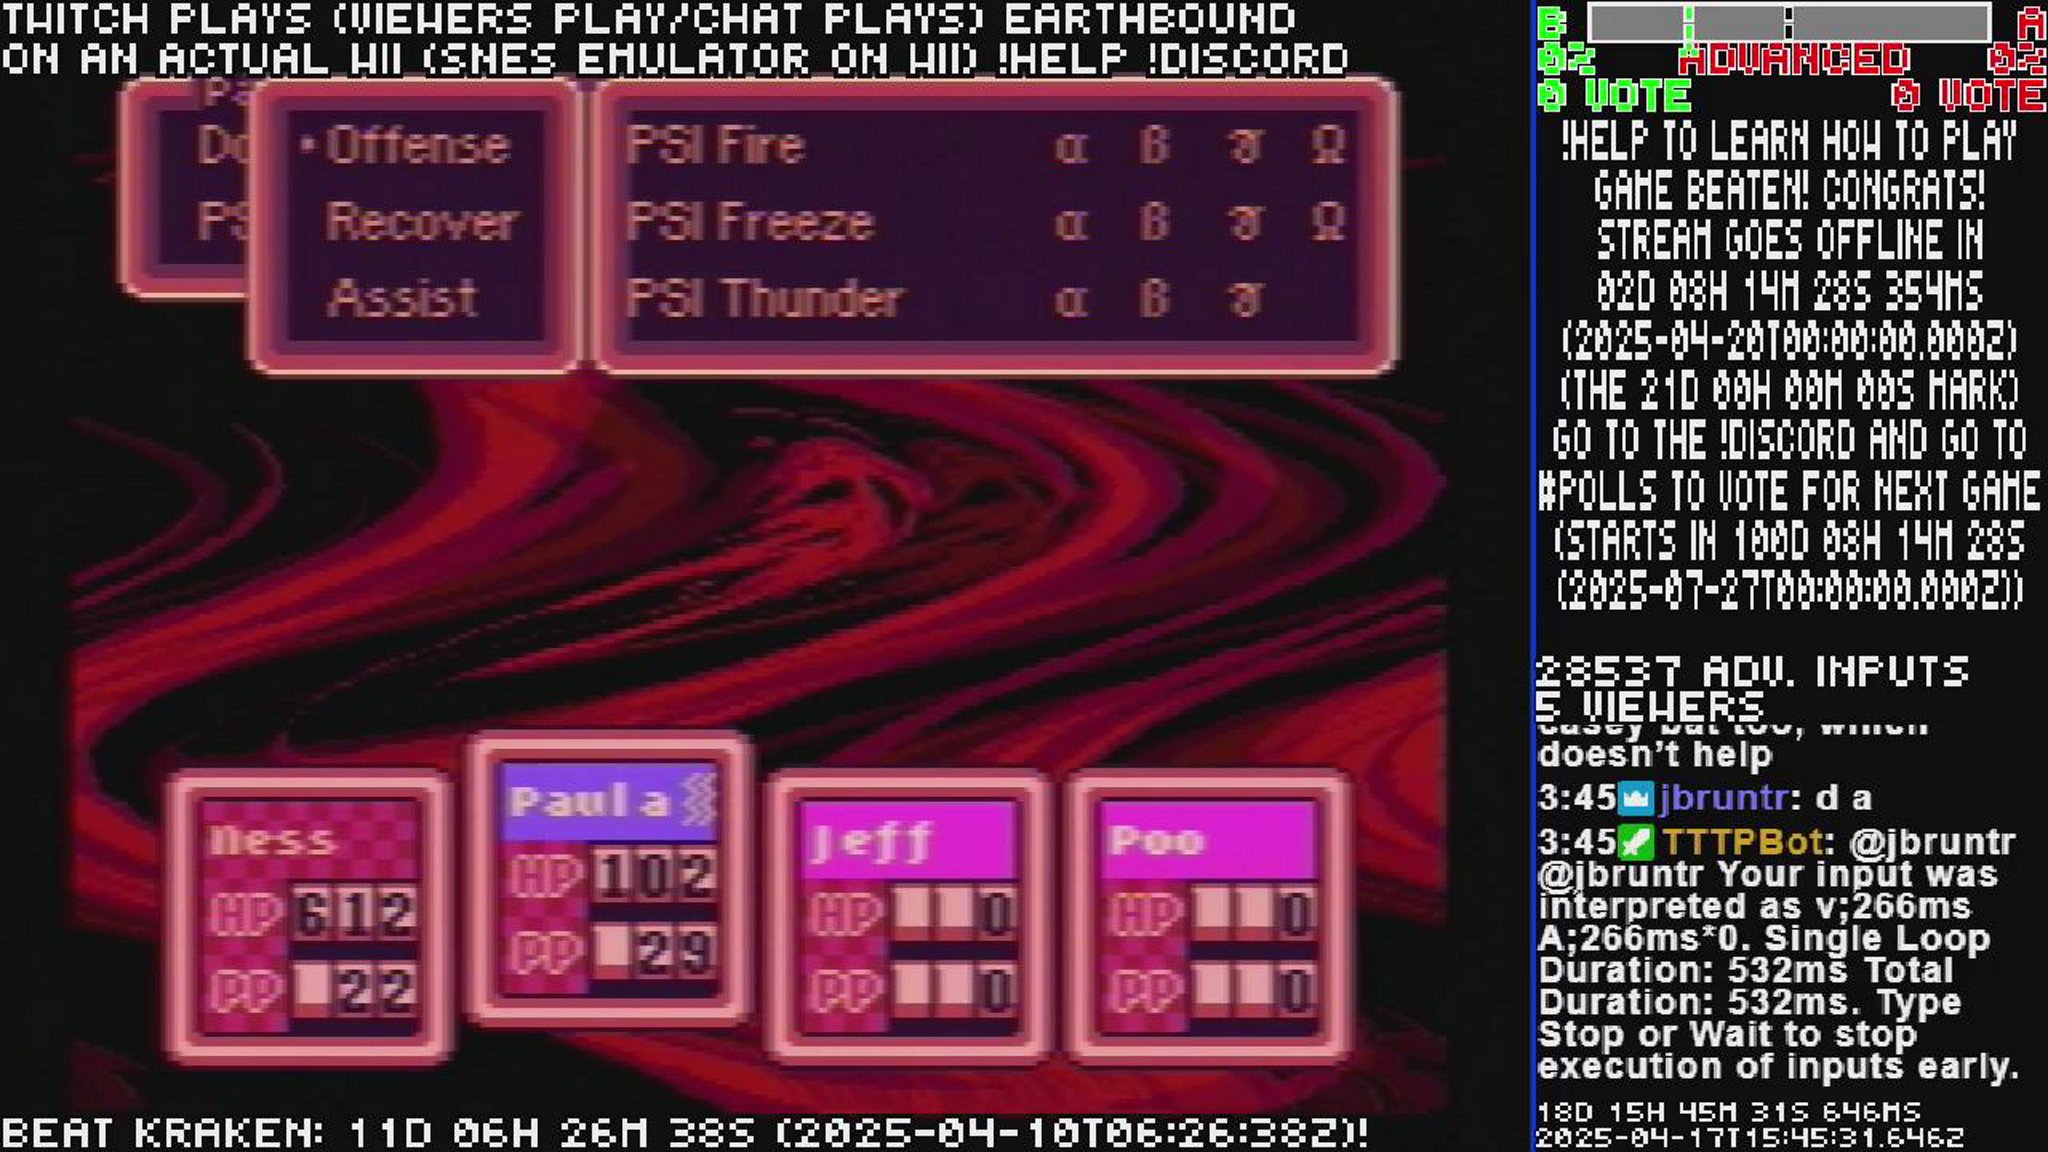 TWITCH PLAYS (VIEWERS PLAY/CHAT PLAYS) EARTHBOUND
ON AN ACTUAL WII (SNES EMULATOR ON WII) !HELP !DISCORD
Offense
Recover
Assist
PSI Fire α β γ Ω
PSI Freeze α β γ Ω
PSI Thunder α β γ
Ness
HP 612
PP 22
Paula
HP 102
PP 29
Jeff
HP 0
PP 0
Poo
HP 0
PP 0
BEAT KRAKEN: 11D 06H 26M 38S (2025-04-10T06:26:38Z)!
B A
0% ADVANCED 0%
0 VOTE 0 VOTE
!HELP TO LEARN HOW TO PLAY
GAME BEATEN! CONGRATS!
STREAM GOES OFFLINE IN
02D 08H 14M 28S 354MS
(2025-04-20T00:00:00.000Z)
(THE 21D 00H 00M 00S MARK)
GO TO THE !DISCORD AND GO TO
#POLLS TO VOTE FOR NEXT GAME
(STARTS IN 100D 08H 14M 28S
(2025-07-27T00:00:00.000Z))
28537 ADV. INPUTS
5 VIEWERS
casey but too, which
doesn't help
3:45 jbruntr: d a
3:45 TTTPBot: @jbruntr
@jbruntr Your input was
interpreted as v;266ms
A;266ms*0. Single Loop
Duration: 532ms Total
Duration: 532ms. Type
Stop or Wait to stop
execution of inputs early.
18D 15H 45M 31S 646MS
2025-04-17T15:45:31.646Z